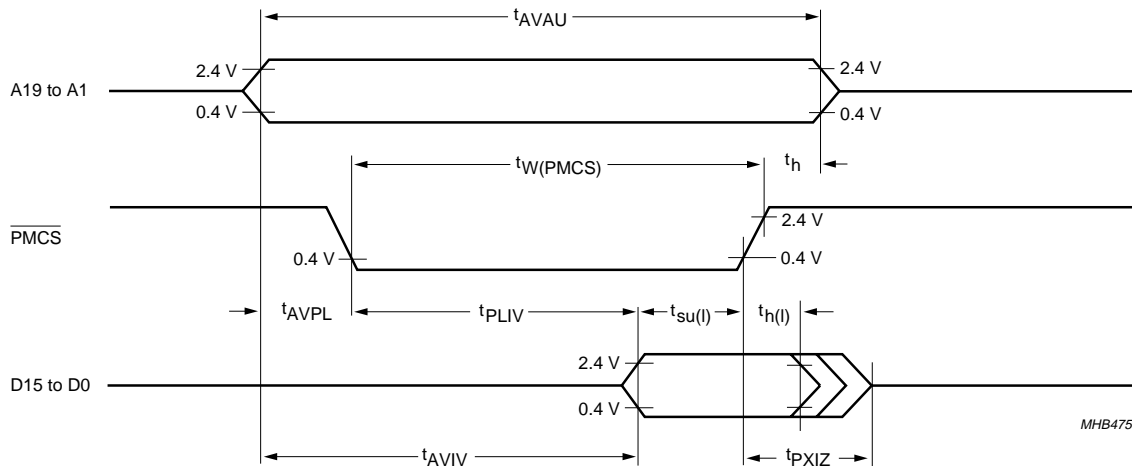 tAVAU
2.4 V
2.4 V
A19 to A1
0.4 V
0.4 V
tW(PMCS)
th
PMCS
2.4 V
0.4 V
0.4 V
tAVPL
tPLIV
tsu(I)
th(I)
2.4 V
D15 to D0
0.4 V
MHB475
tAVIV
tPXIZ